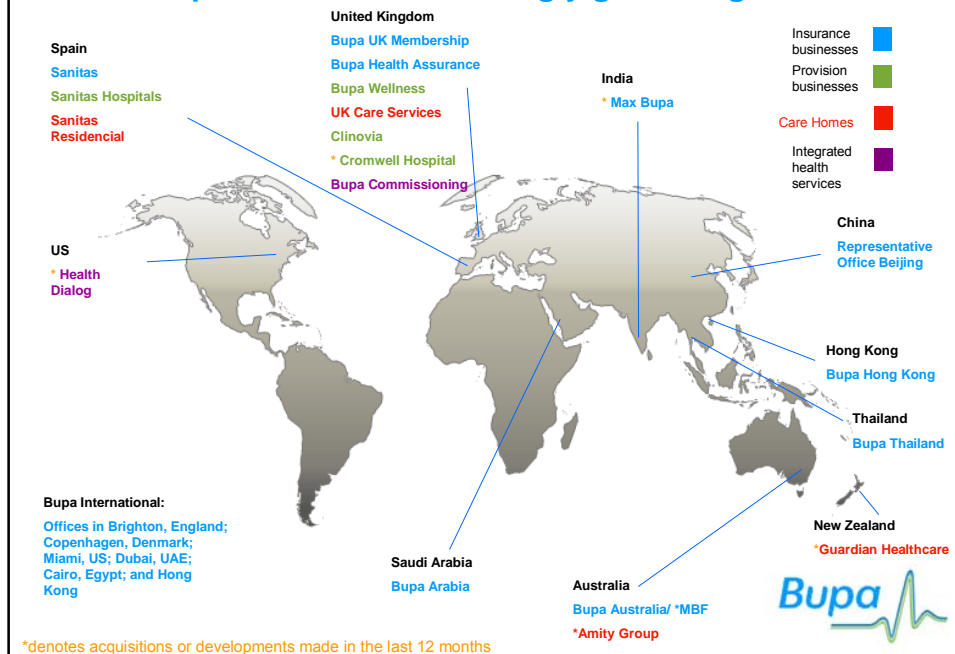 Spain
Sanitas
Sanitas Hospitals
Sanitas
Residencial
United Kingdom
Bupa UK Membership
Bupa Health Assurance
Bupa Wellness
UK Care Services
Clinovia
* Cromwell Hospital
Bupa Commissioning
India
* Max Bupa
Insurance
businesses
Provision
businesses
Care Homes
Integrated
health
services
US
* Health
Dialog
China
Representative
Office Beijing
Hong Kong
Bupa Hong Kong
Thailand
Bupa Thailand
New Zealand
*Guardian Healthcare
Bupa International:
Offices in Brighton, England;
Copenhagen, Denmark;
Miami, US; Dubai, UAE;
Cairo, Egypt; and Hong
Kong
Saudi Arabia
Bupa Arabia
Australia
Bupa Australia/ *MBF
*Amity Group
Bupa
*denotes acquisitions or developments made in the last 12 months